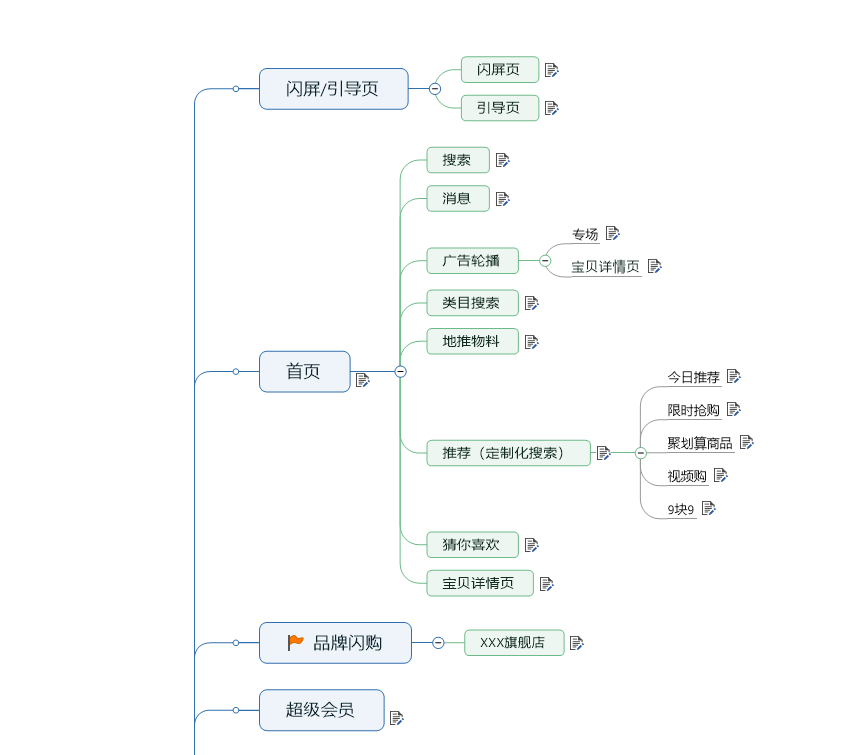 闪屏/引导页
闪屏页
引导页
首页
搜索
消息
广告轮播
专场
宝贝详情页
类目搜索
地推物料
推荐（定制化搜索）
今日推荐
限时抢购
聚划算商品
视频购
9块9
猜你喜欢
宝贝详情页
品牌闪购
XXX旗舰店
超级会员